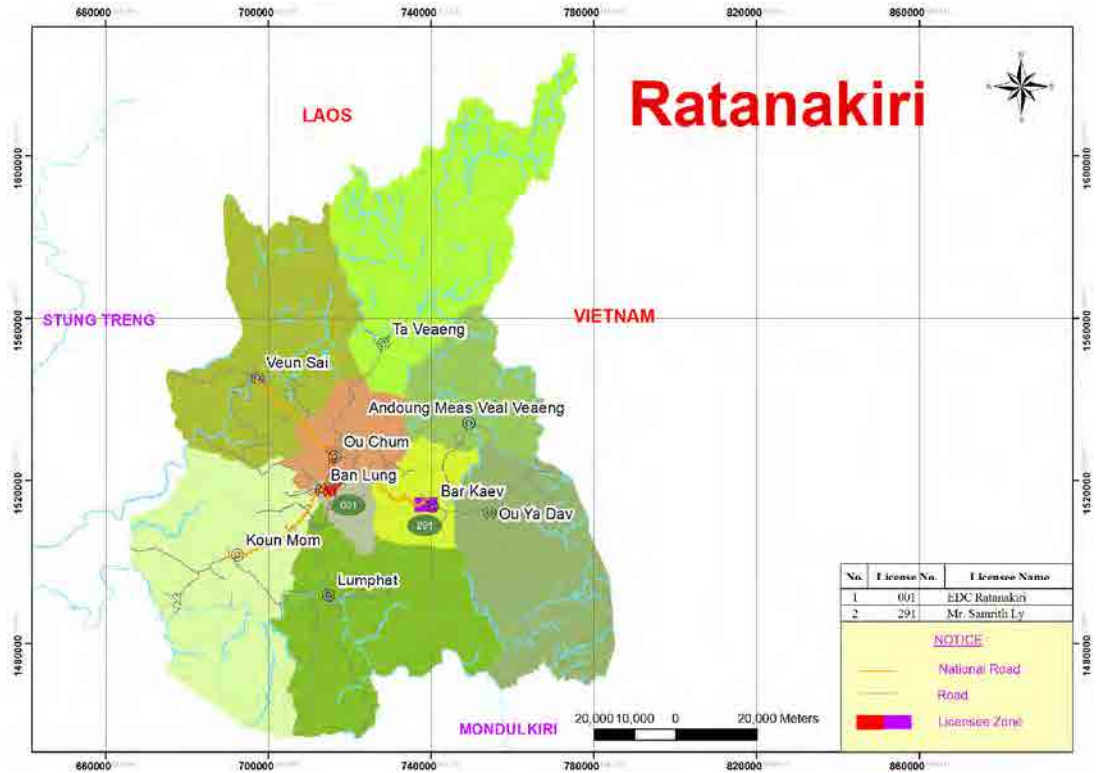 660000 700000 740000 780000 820000 860000
Ratanakiri
LAOS
1600000 1600000
STUNG TRENG
VIETNAM
1560000 1560000
Ta Veaeng
Veun Sai
Andoung Meas Veal Veaeng
Ou Chum
Ban Lung
Bar Kaev
1520000 1520000
001
291
Ou Ya Dav
Koun Mom
Lumphat
No. License No. Licensee Name
1 001 EDC Ratanakiri
2 291 Mr. Samrith Ly
NOTICE
National Road
Road
Licensee Zone
1480000 1480000
20,000 10,000 0 20,000 Meters
MONDULKIRI
660000 700000 740000 780000 820000 860000